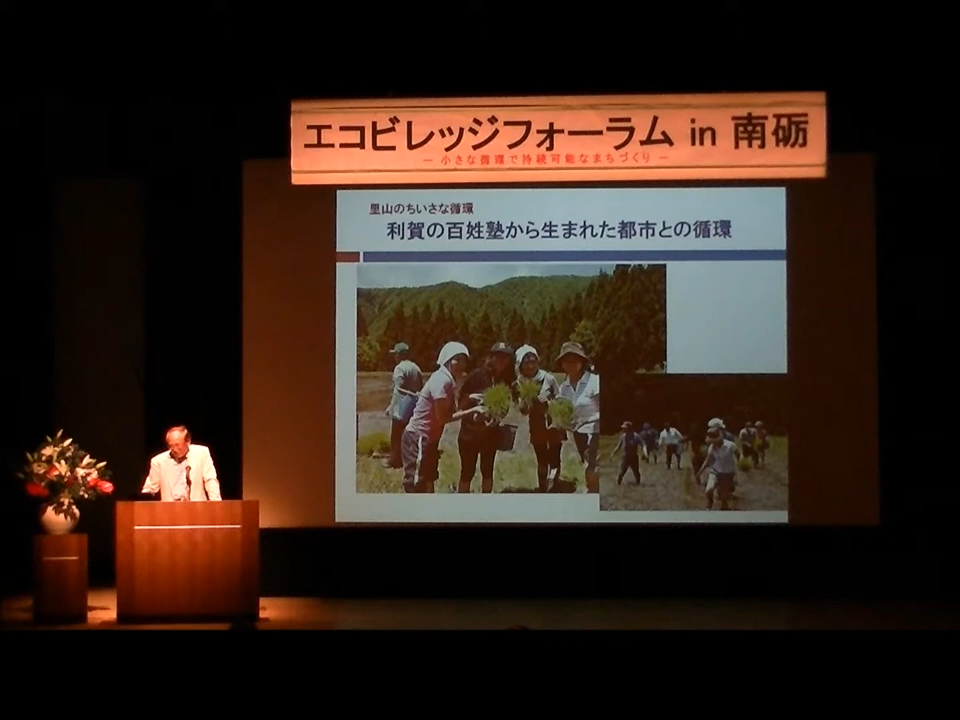 エコビレッジフォーラム in 南砺
― 小さな循環で持続可能なまちづくり ―
里山のちいさな循環
利賀の百姓塾から生まれた都市との循環